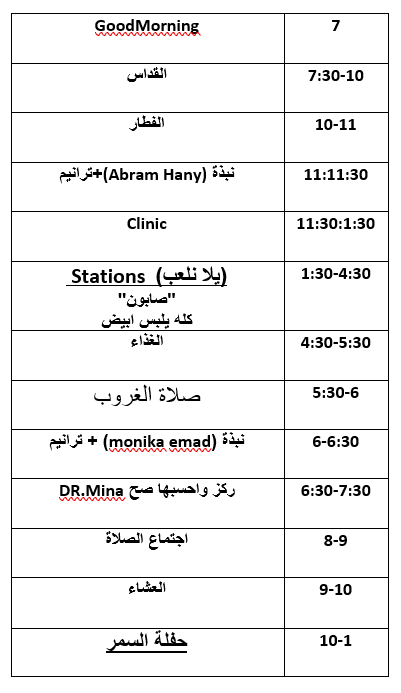 GoodMorning 7
القداس 7:30-10
الفطار 10-11
نبذة (Abram Hany)+ترانيم 11:11:30
Clinic 11:30:1:30
Stations (يلا نلعب) 1:30-4:30
"صابون"
كله يلبس ابيض
الغذاء 4:30-5:30
صلاة الغروب 5:30-6
نبذة (monika emad) + ترانيم 6-6:30
ركز واحسبها صح DR.Mina 6:30-7:30
اجتماع الصلاة 8-9
العشاء 9-10
حفلة السمر 10-1